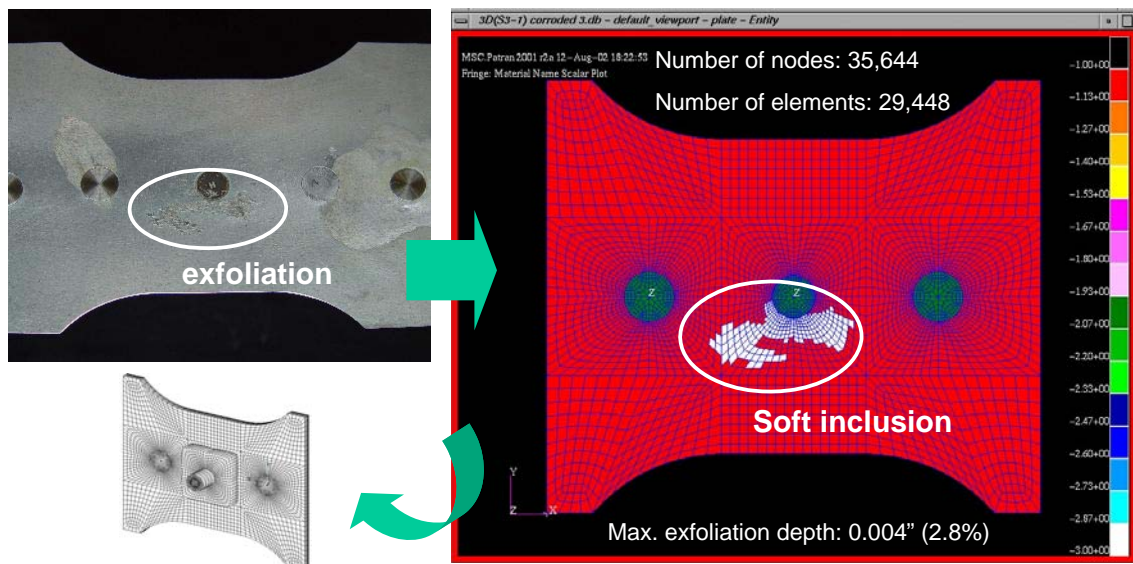 3D(S3-1) corroded 3.db - default_viewport - plate - Entity
MSC.Patran 2001 r2a 12-Aug-02 18:22:53
Fringe: Material Name Scalar Plot
Number of nodes: 35,644
Number of elements: 29,448
exfoliation
Z
Z
Soft inclusion
Y
Z
X
Max. exfoliation depth: 0.004” (2.8%)
-1.00+00
-1.13+00
-1.27+00
-1.40+00
-1.53+00
-1.67+00
-1.80+00
-1.93+00
-2.07+00
-2.20+00
-2.33+00
-2.47+00
-2.60+00
-2.73+00
-2.87+00
-3.00+00